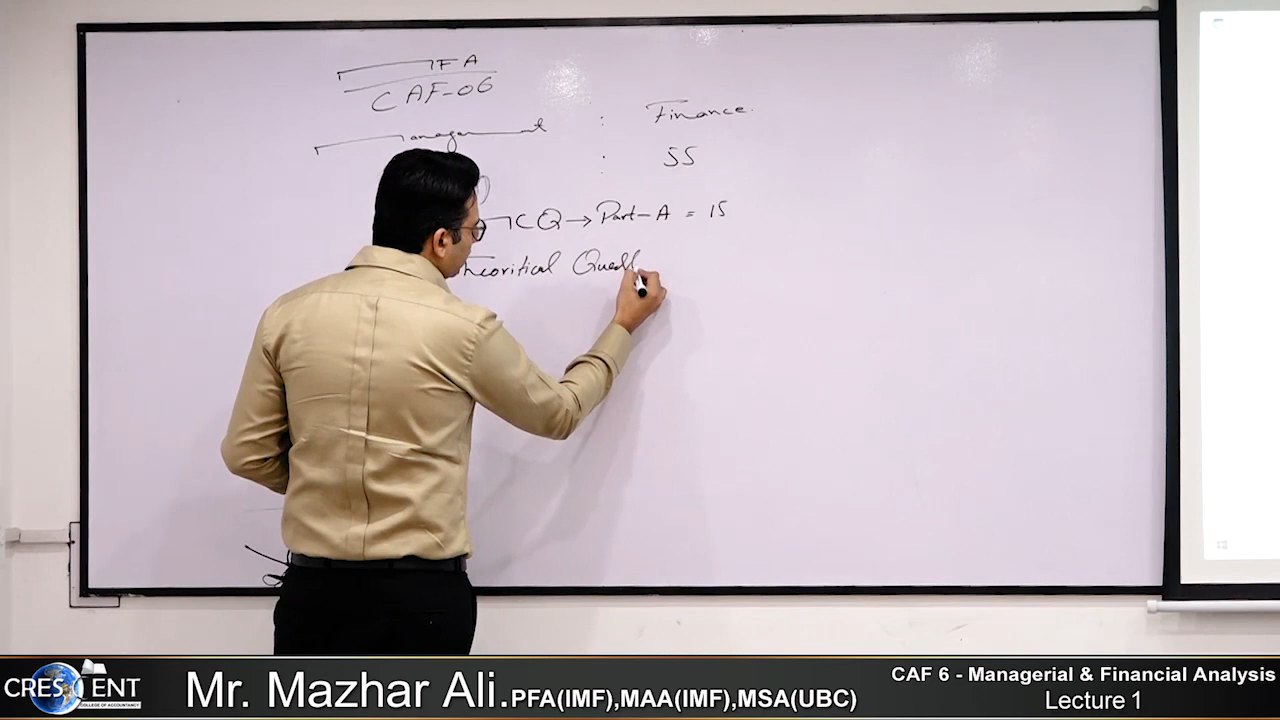 MFA
CAF-06
Management : Finance.
: 55
MCQ → Part-A = 15
Theoritical Quest
CRESCENT
COLLEGE OF ACCOUNTANCY
Mr. Mazhar Ali. PFA(IMF),MAA(IMF),MSA(UBC)
CAF 6 - Managerial & Financial Analysis
Lecture 1